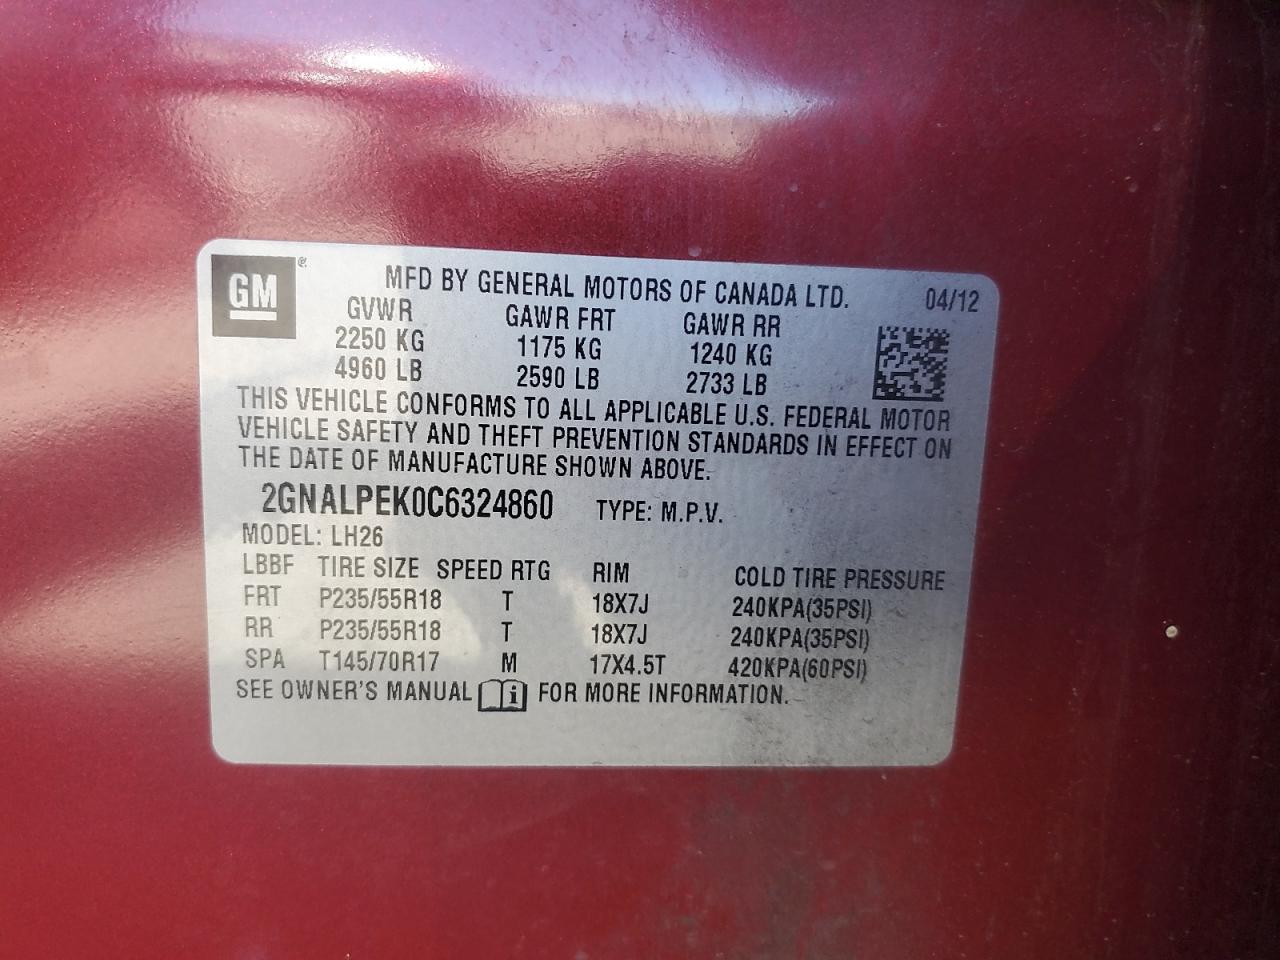 GM
MFD BY GENERAL MOTORS OF CANADA LTD. 04/12
GVWR GAWR FRT GAWR RR
2250 KG 1175 KG 1240 KG
4960 LB 2590 LB 2733 LB
THIS VEHICLE CONFORMS TO ALL APPLICABLE U.S. FEDERAL MOTOR
VEHICLE SAFETY AND THEFT PREVENTION STANDARDS IN EFFECT ON
THE DATE OF MANUFACTURE SHOWN ABOVE.
2GNALPEK0C6324860 TYPE: M.P.V.
MODEL: LH26
LBBF TIRE SIZE SPEED RTG RIM COLD TIRE PRESSURE
FRT P235/55R18 T 18X7J 240KPA(35PSI)
RR P235/55R18 T 18X7J 240KPA(35PSI)
SPA T145/70R17 M 17X4.5T 420KPA(60PSI)
SEE OWNER'S MANUAL i FOR MORE INFORMATION.